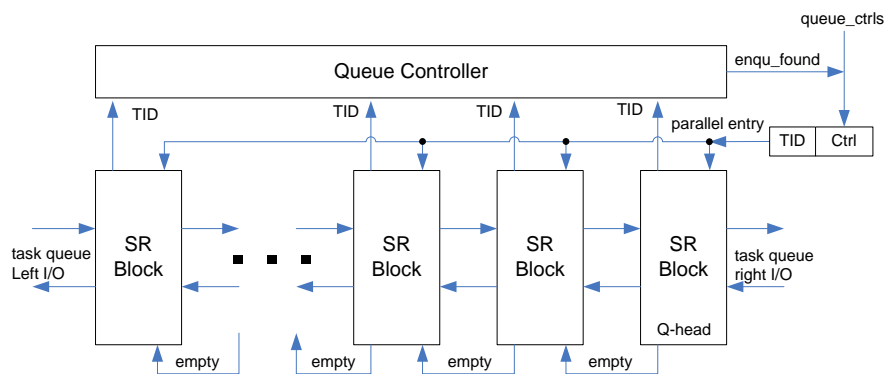 queue_ctrls
Queue Controller
enqu_found
TID
TID
TID
TID
parallel entry
TID
Ctrl
task queue
Left I/O
SR
Block
SR
Block
SR
Block
SR
Block
Q-head
task queue
right I/O
empty
empty
empty
empty